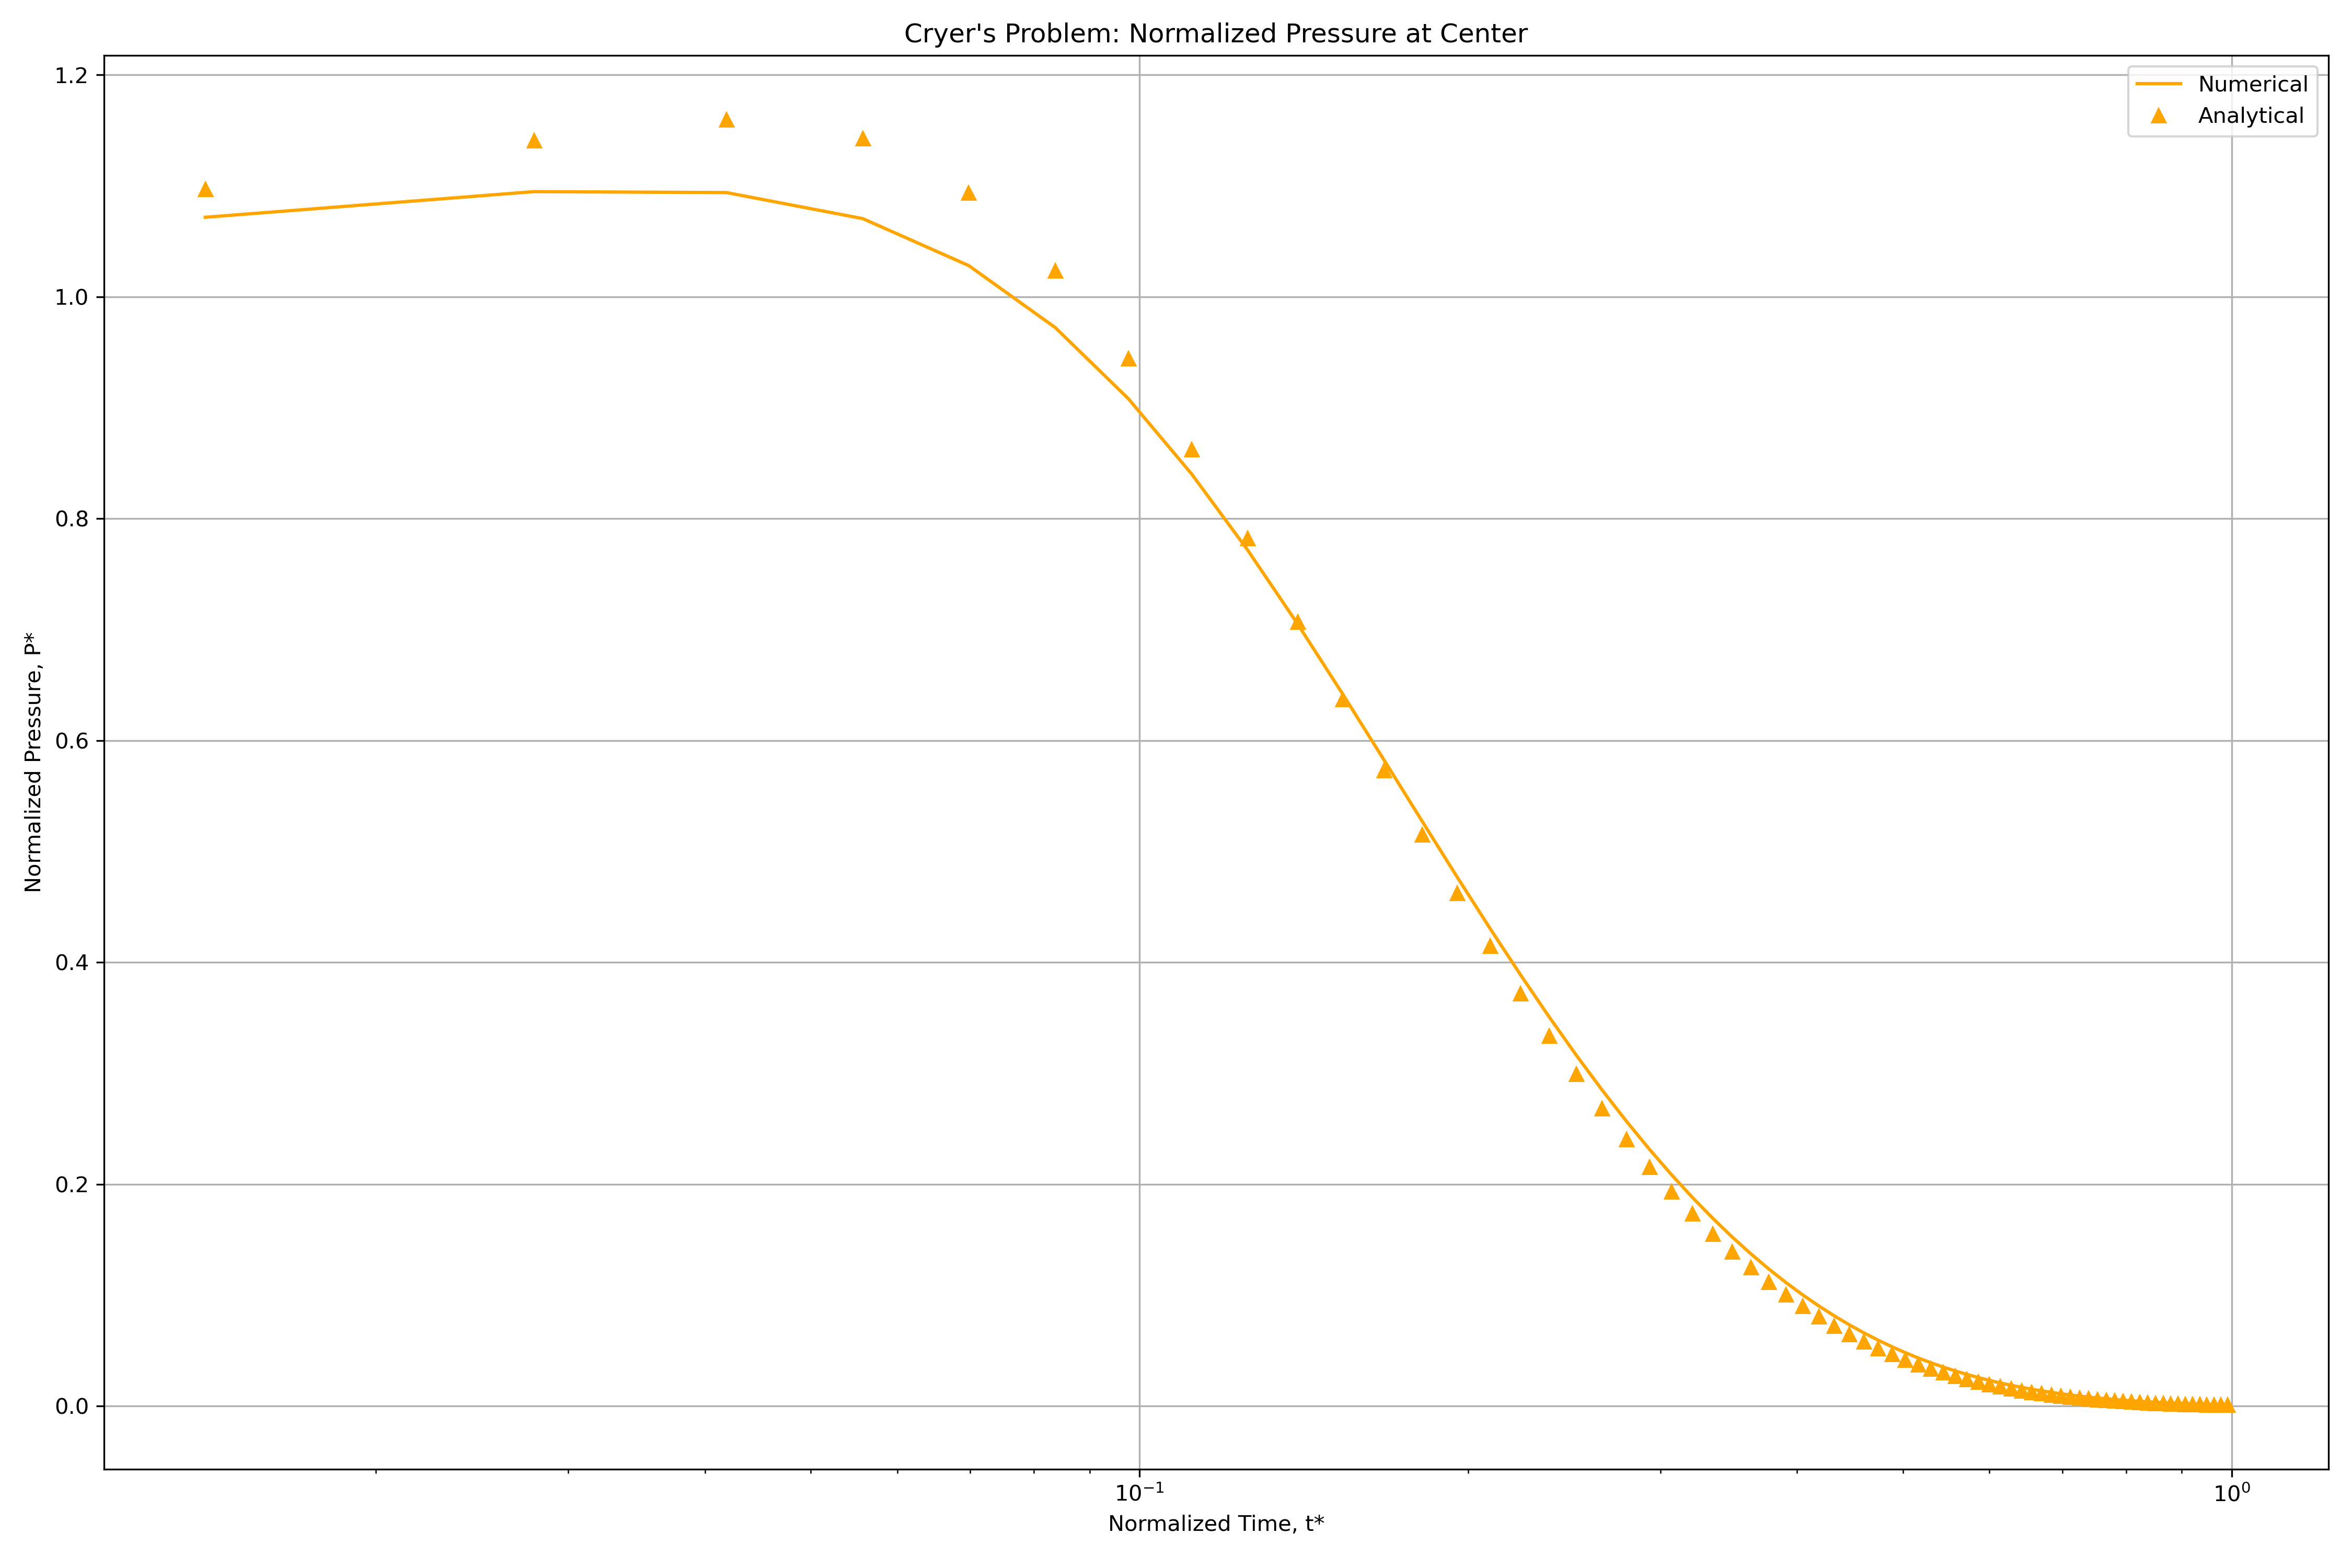 Cryer's Problem: Normalized Pressure at Center
Numerical
Analytical
1.2
1.0
0.8
0.6
0.4
0.2
0.0
Normalized Pressure, P*
10⁻¹
10⁰
Normalized Time, t*